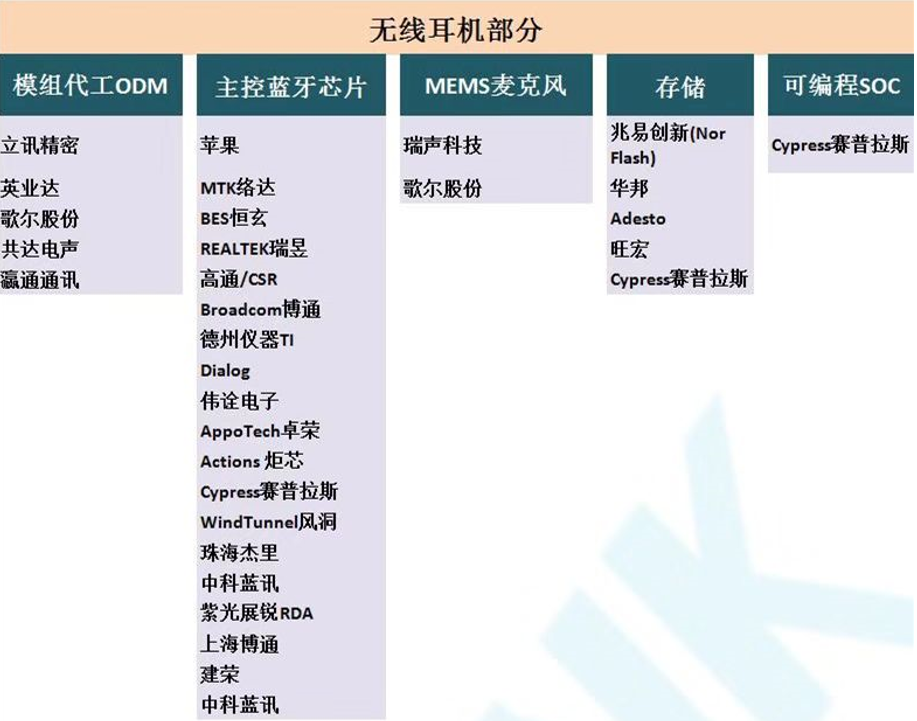 无线耳机部分
模组代工ODM
立讯精密
英业达
歌尔股份
共达电声
瀛通通讯
主控蓝牙芯片
苹果
MTK络达
BES恒玄
REALTEK瑞昱
高通/CSR
Broadcom博通
德州仪器TI
Dialog
伟诠电子
AppoTech卓荣
Actions 炬芯
Cypress赛普拉斯
WindTunnel风洞
珠海杰里
中科蓝讯
紫光展锐RDA
上海博通
建荣
中科蓝讯
MEMS麦克风
瑞声科技
歌尔股份
存储
兆易创新(Nor
Flash)
华邦
Adesto
旺宏
Cypress赛普拉斯
可编程SOC
Cypress赛普拉斯